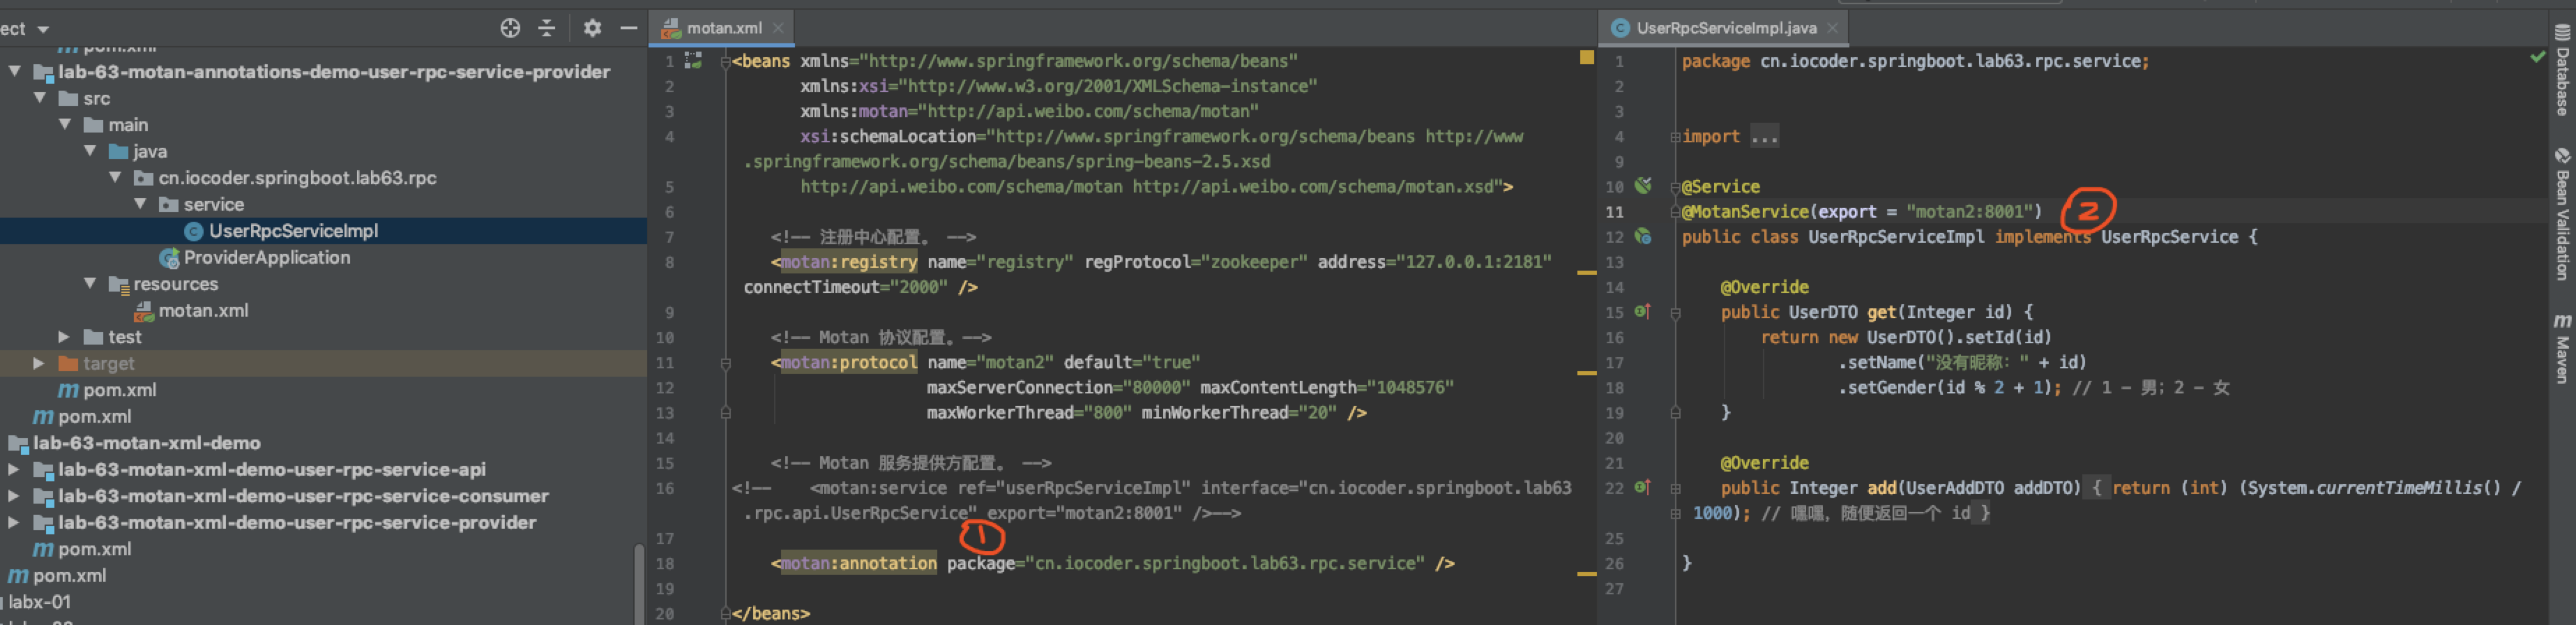 ect
pom.xml
lab-63-motan-annotations-demo-user-rpc-service-provider
src
main
java
cn.iocoder.springboot.lab63.rpc
service
UserRpcServiceImpl
ProviderApplication
resources
motan.xml
test
target
pom.xml
pom.xml
lab-63-motan-xml-demo
lab-63-motan-xml-demo-user-rpc-service-api
lab-63-motan-xml-demo-user-rpc-service-consumer
lab-63-motan-xml-demo-user-rpc-service-provider
pom.xml
pom.xml
labx-01
motan.xml
1 <beans xmlns="http://www.springframework.org/schema/beans"
2 xmlns:xsi="http://www.w3.org/2001/XMLSchema-instance"
3 xmlns:motan="http://api.weibo.com/schema/motan"
4 xsi:schemaLocation="http://www.springframework.org/schema/beans http://www
.springframework.org/schema/beans/spring-beans-2.5.xsd
5 http://api.weibo.com/schema/motan http://api.weibo.com/schema/motan.xsd">
6
7 <!-- 注册中心配置。 -->
8 <motan:registry name="registry" regProtocol="zookeeper" address="127.0.0.1:2181"
connectTimeout="2000" />
9
10 <!-- Motan 协议配置。-->
11 <motan:protocol name="motan2" default="true"
12 maxServerConnection="80000" maxContentLength="1048576"
13 maxWorkerThread="800" minWorkerThread="20" />
14
15 <!-- Motan 服务提供方配置。 -->
16 <!-- <motan:service ref="userRpcServiceImpl" interface="cn.iocoder.springboot.lab63
.rpc.api.UserRpcService" export="motan2:8001" />-->
17 1
18 <motan:annotation package="cn.iocoder.springboot.lab63.rpc.service" />
19
20 </beans>
UserRpcServiceImpl.java
1 package cn.iocoder.springboot.lab63.rpc.service;
2
3
4 import ...
9
10 @Service
11 @MotanService(export = "motan2:8001") 2
12 public class UserRpcServiceImpl implements UserRpcService {
13
14 @Override
15 public UserDTO get(Integer id) {
16 return new UserDTO().setId(id)
17 .setName("没有昵称：" + id)
18 .setGender(id % 2 + 1); // 1 - 男；2 - 女
19 }
20
21 @Override
22 public Integer add(UserAddDTO addDTO) { return (int) (System.currentTimeMillis() /
1000); // 嘿嘿，随便返回一个 id }
25
26 }
27
Database
Bean Validation
m Maven